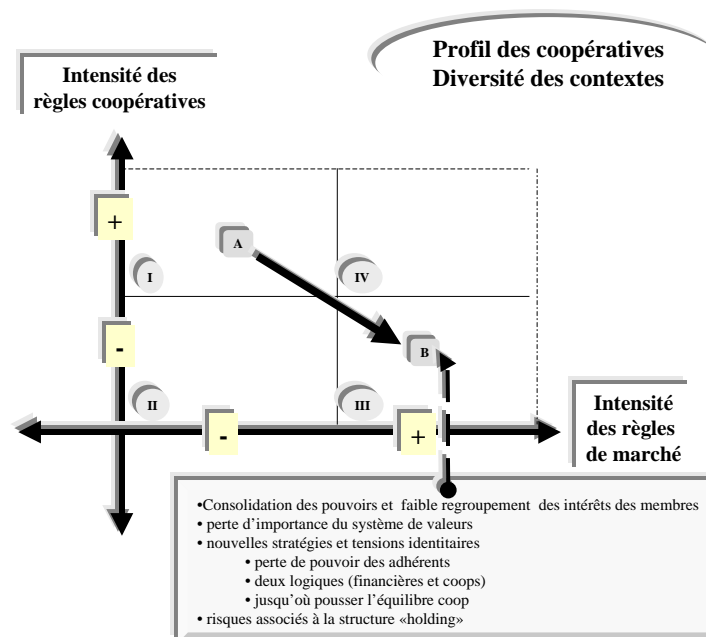 Profil des coopératives
Diversité des contextes
Intensité des
règles coopératives
+
A
I
IV
-
B
II
III
-
+
Intensité
des règles
de marché
•Consolidation des pouvoirs et faible regroupement des intérêts des membres
• perte d’importance du système de valeurs
• nouvelles stratégies et tensions identitaires
• perte de pouvoir des adhérents
• deux logiques (financières et coops)
• jusqu’où pousser l’équilibre coop
• risques associés à la structure «holding»